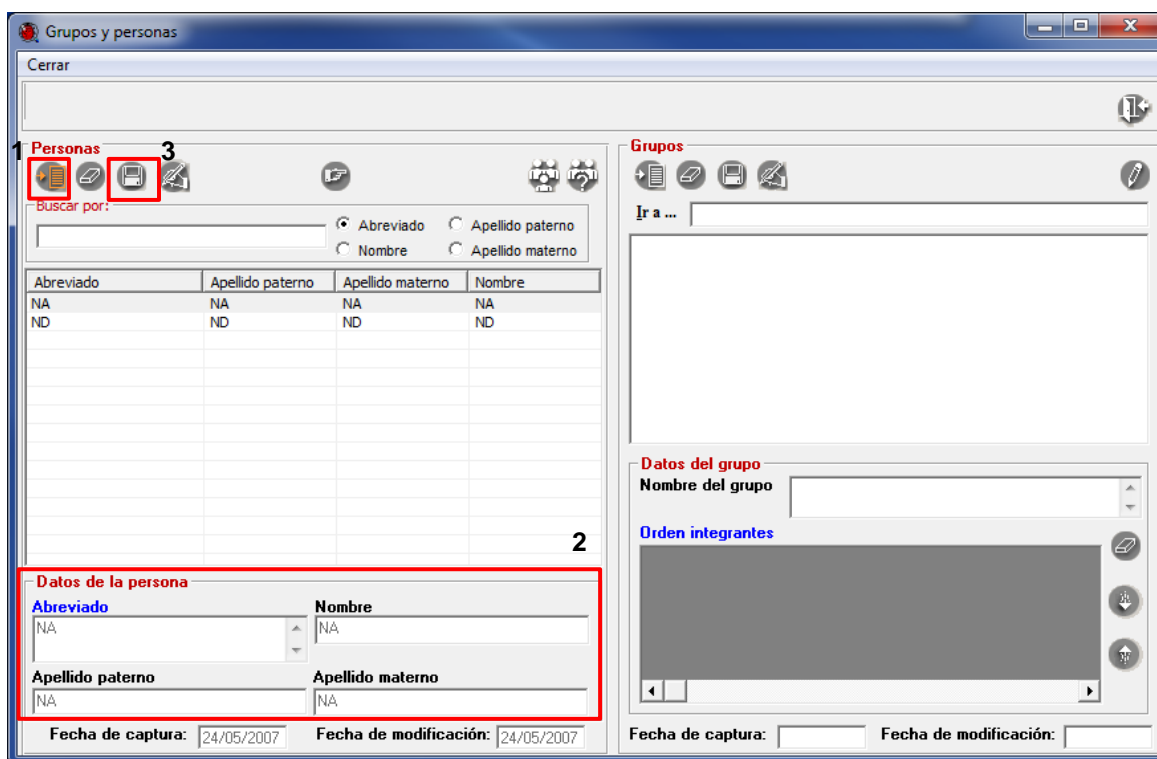 Grupos y personas
Cerrar
1 Personas 3
Buscar por:
Abreviado Apellido paterno
Nombre Apellido materno
Abreviado Apellido paterno Apellido materno Nombre
NA NA NA NA
ND ND ND ND
2
Datos de la persona
Abreviado Nombre
NA NA
Apellido paterno Apellido materno
NA NA
Fecha de captura: 24/05/2007 Fecha de modificación: 24/05/2007
Grupos
Ir a ...
Datos del grupo
Nombre del grupo
Orden integrantes
Fecha de captura: Fecha de modificación: